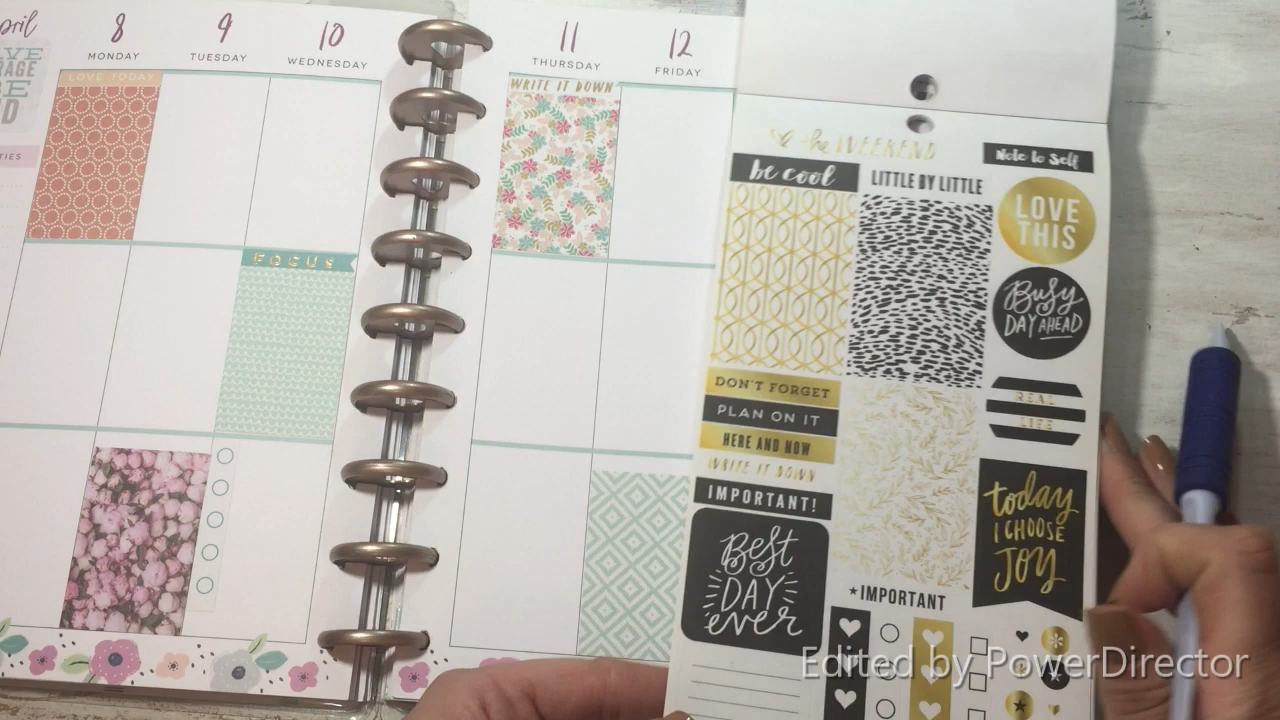 pril
8
MONDAY
9
TUESDAY
10
WEDNESDAY
11
THURSDAY
12
FRIDAY
LOVE TODAY
TIES
FOCUS
WRITE IT DOWN
the WEEKEND
be cool
LITTLE BY LITTLE
Note to Self
LOVE
THIS
Busy
DAY AHEAD
DON'T FORGET
PLAN ON IT
HERE AND NOW
WRITE IT DOWN
IMPORTANT!
REAL
LIFE
today
I CHOOSE
JOY
BEST
DAY
ever
★IMPORTANT
Edited by PowerDirector